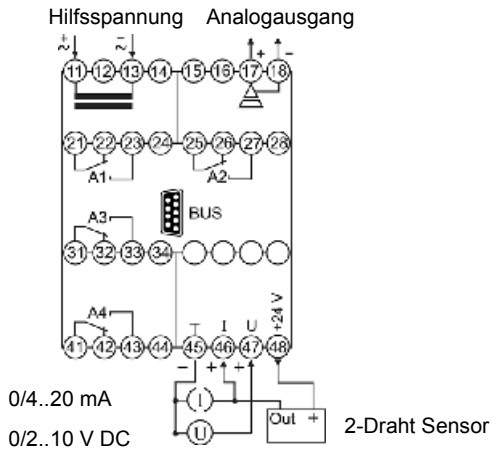 Hilfsspannung Analogausgang
~ + ~ - + -
11 12 13 14 15 16 17 18
21 22 23 24 25 26 27 28
A1 A2
A3 BUS
31 32 33 34
A4 T I U +24 V
41 42 43 44 45 46 47 48
- + +
0/4..20 mA I Out + 2-Draht Sensor
0/2..10 V DC U